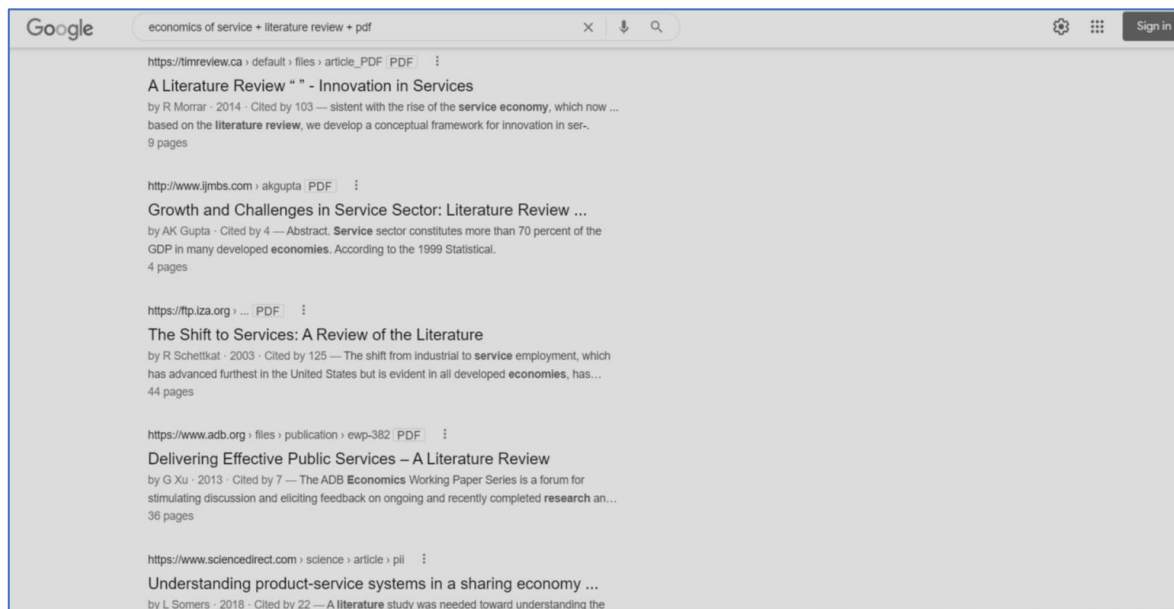 Google
economics of service + literature review + pdf
Sign in
https://timreview.ca › default › files › article_PDF PDF
A Literature Review “ ” - Innovation in Services
by R Morrar · 2014 · Cited by 103 — sistent with the rise of the service economy, which now ...
based on the literature review, we develop a conceptual framework for innovation in ser-.
9 pages
http://www.ijmbs.com › akgupta PDF
Growth and Challenges in Service Sector: Literature Review ...
by AK Gupta · Cited by 4 — Abstract. Service sector constitutes more than 70 percent of the
GDP in many developed economies. According to the 1999 Statistical.
4 pages
https://ftp.iza.org › ... PDF
The Shift to Services: A Review of the Literature
by R Schettkat · 2003 · Cited by 125 — The shift from industrial to service employment, which
has advanced furthest in the United States but is evident in all developed economies, has...
44 pages
https://www.adb.org › files › publication › ewp-382 PDF
Delivering Effective Public Services – A Literature Review
by G Xu · 2013 · Cited by 7 — The ADB Economics Working Paper Series is a forum for
stimulating discussion and eliciting feedback on ongoing and recently completed research an...
36 pages
https://www.sciencedirect.com › science › article › pii
Understanding product-service systems in a sharing economy ...
by L Somers · 2018 · Cited by 22 — A literature study was needed toward understanding the